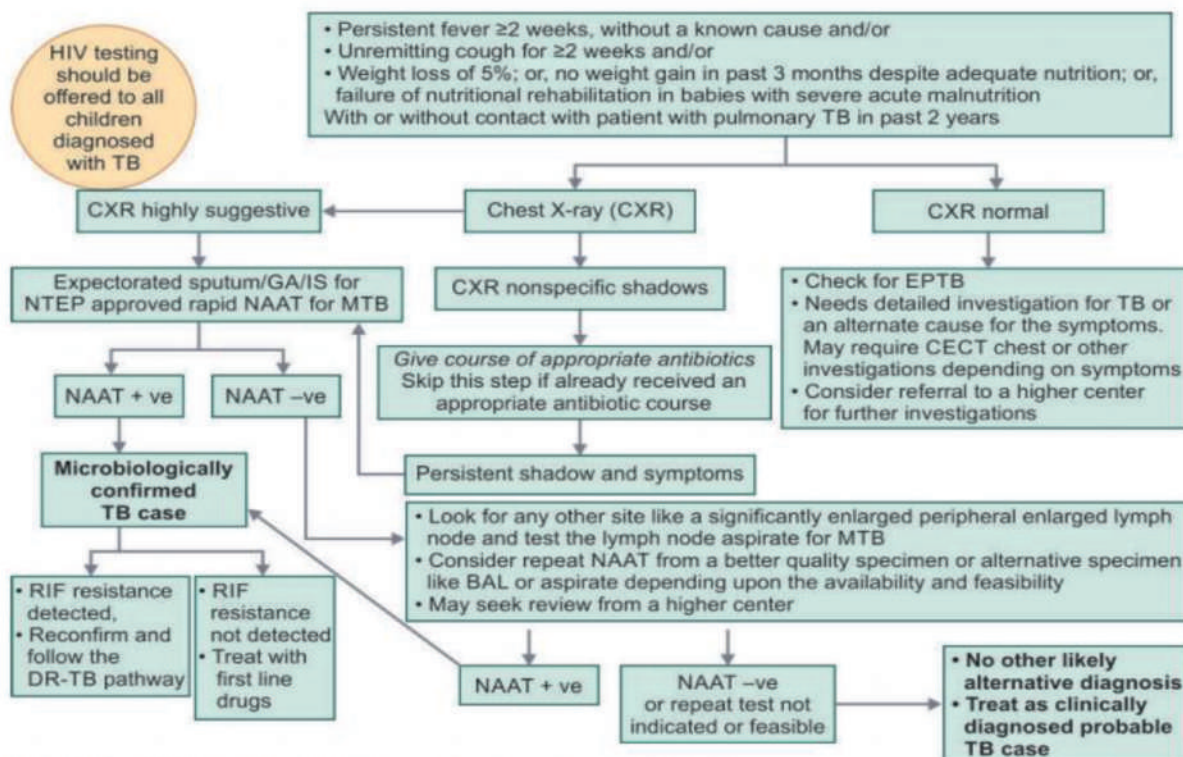 HIV testing
should be
offered to all
children
diagnosed
with TB
• Persistent fever ≥2 weeks, without a known cause and/or
• Unremitting cough for ≥2 weeks and/or
• Weight loss of 5%; or, no weight gain in past 3 months despite adequate nutrition; or,
failure of nutritional rehabilitation in babies with severe acute malnutrition
With or without contact with patient with pulmonary TB in past 2 years
CXR highly suggestive
Chest X-ray (CXR)
CXR normal
Expectorated sputum/GA/IS for
NTEP approved rapid NAAT for MTB
CXR nonspecific shadows
• Check for EPTB
• Needs detailed investigation for TB or
an alternate cause for the symptoms.
May require CECT chest or other
investigations depending on symptoms
• Consider referral to a higher center
for further investigations
Give course of appropriate antibiotics
Skip this step if already received an
appropriate antibiotic course
NAAT + ve
NAAT –ve
Persistent shadow and symptoms
Microbiologically
confirmed
TB case
• Look for any other site like a significantly enlarged peripheral enlarged lymph
node and test the lymph node aspirate for MTB
• Consider repeat NAAT from a better quality specimen or alternative specimen
like BAL or aspirate depending upon the availability and feasibility
• May seek review from a higher center
• RIF resistance
detected,
• Reconfirm and
follow the
DR-TB pathway
• RIF
resistance
not detected
• Treat with
first line
drugs
NAAT + ve
NAAT –ve
or repeat test not
indicated or feasible
• No other likely
alternative diagnosis
• Treat as clinically
diagnosed probable
TB case